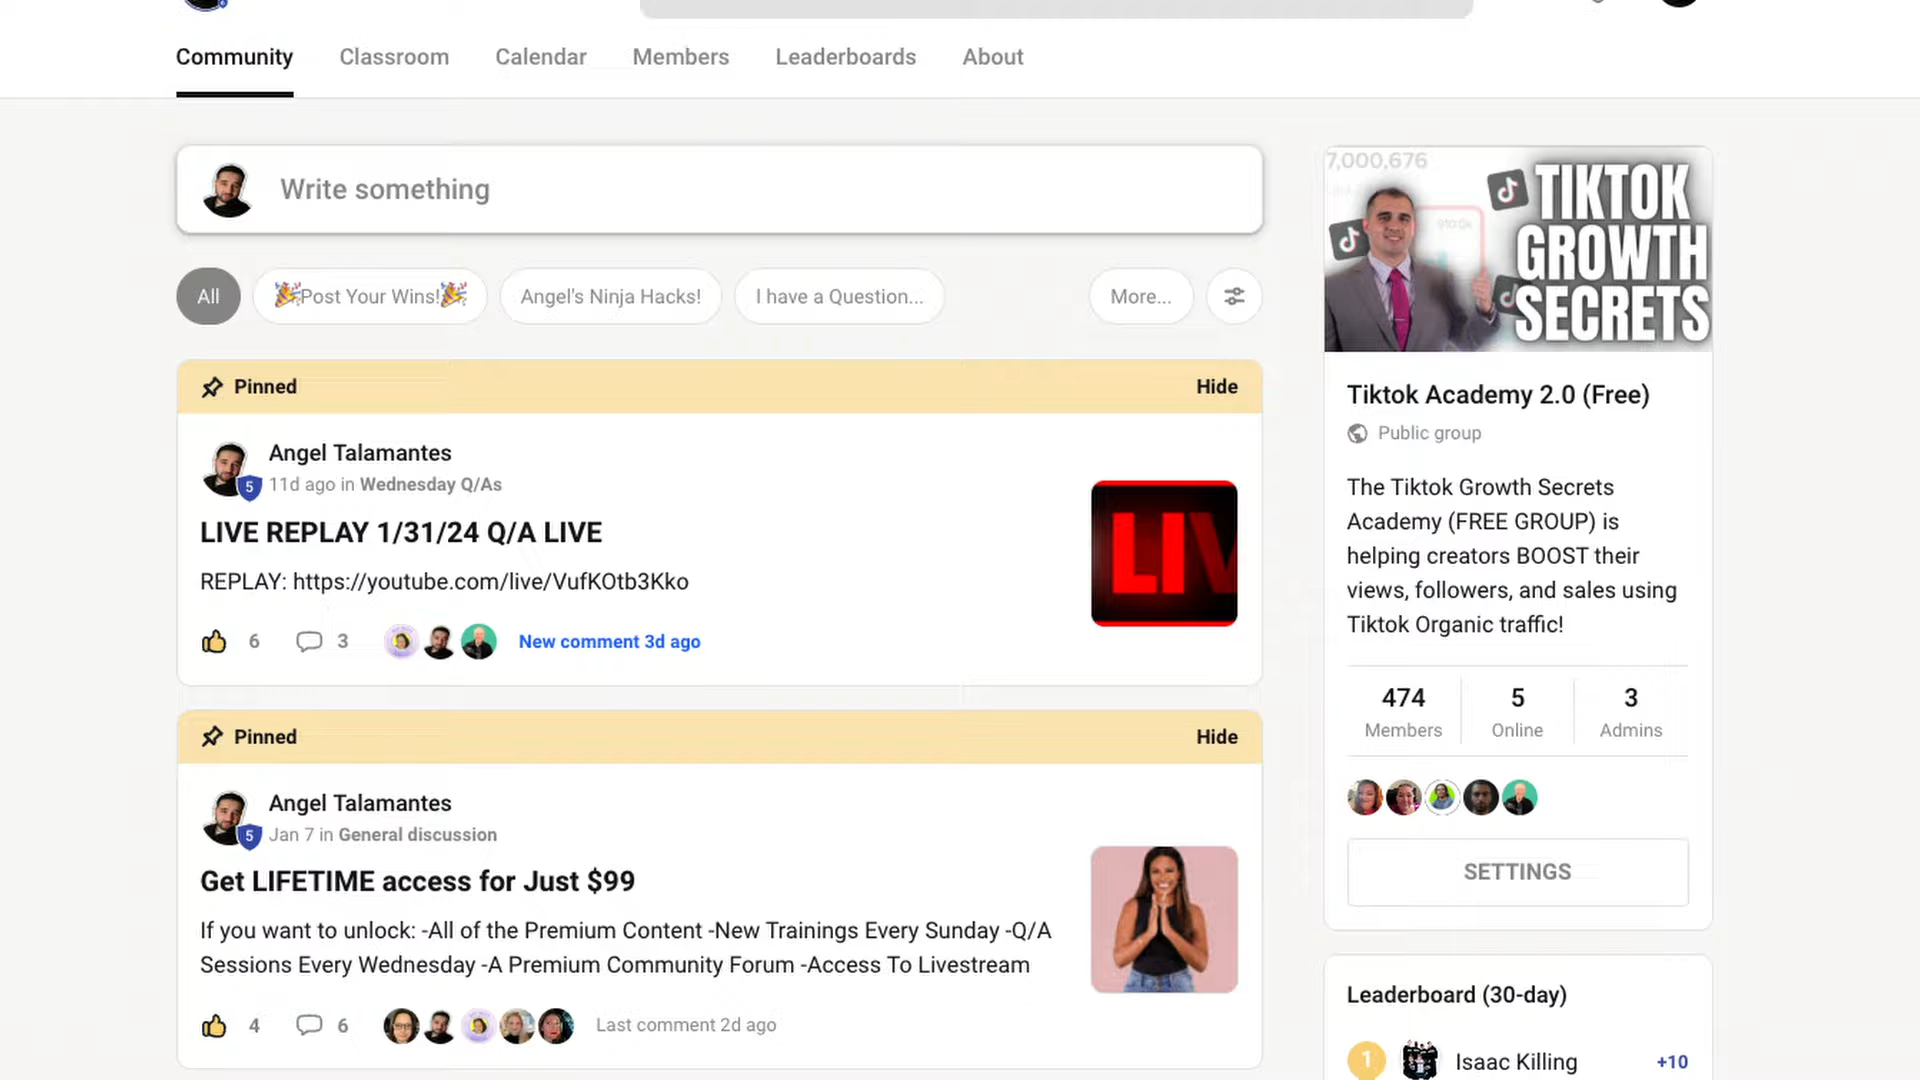 Community Classroom Calendar Members Leaderboards About
Write something
All 🎉Post Your Wins!🎉 Angel's Ninja Hacks! I have a Question... More...
Pinned Hide
Angel Talamantes
5 11d ago in Wednesday Q/As
LIVE REPLAY 1/31/24 Q/A LIVE
REPLAY: https://youtube.com/live/VufKOtb3Kko
LIV
6 3 New comment 3d ago
Pinned Hide
Angel Talamantes
5 Jan 7 in General discussion
Get LIFETIME access for Just $99
If you want to unlock: -All of the Premium Content -New Trainings Every Sunday -Q/A
Sessions Every Wednesday -A Premium Community Forum -Access To Livestream
4 6 Last comment 2d ago
7,000,676
TIKTOK
GROWTH
SECRETS
Tiktok Academy 2.0 (Free)
Public group
The Tiktok Growth Secrets
Academy (FREE GROUP) is
helping creators BOOST their
views, followers, and sales using
Tiktok Organic traffic!
474 5 3
Members Online Admins
SETTINGS
Leaderboard (30-day)
1 Isaac Killing +10